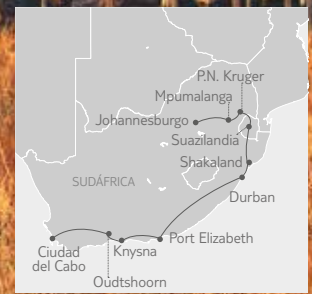 P.N. Kruger
Mpumalanga
Johannesburgo
Suazilandia
Shakaland
SUDÁFRICA
Durban
Port Elizabeth
Ciudad
del Cabo
Knysna
Oudtshoorn